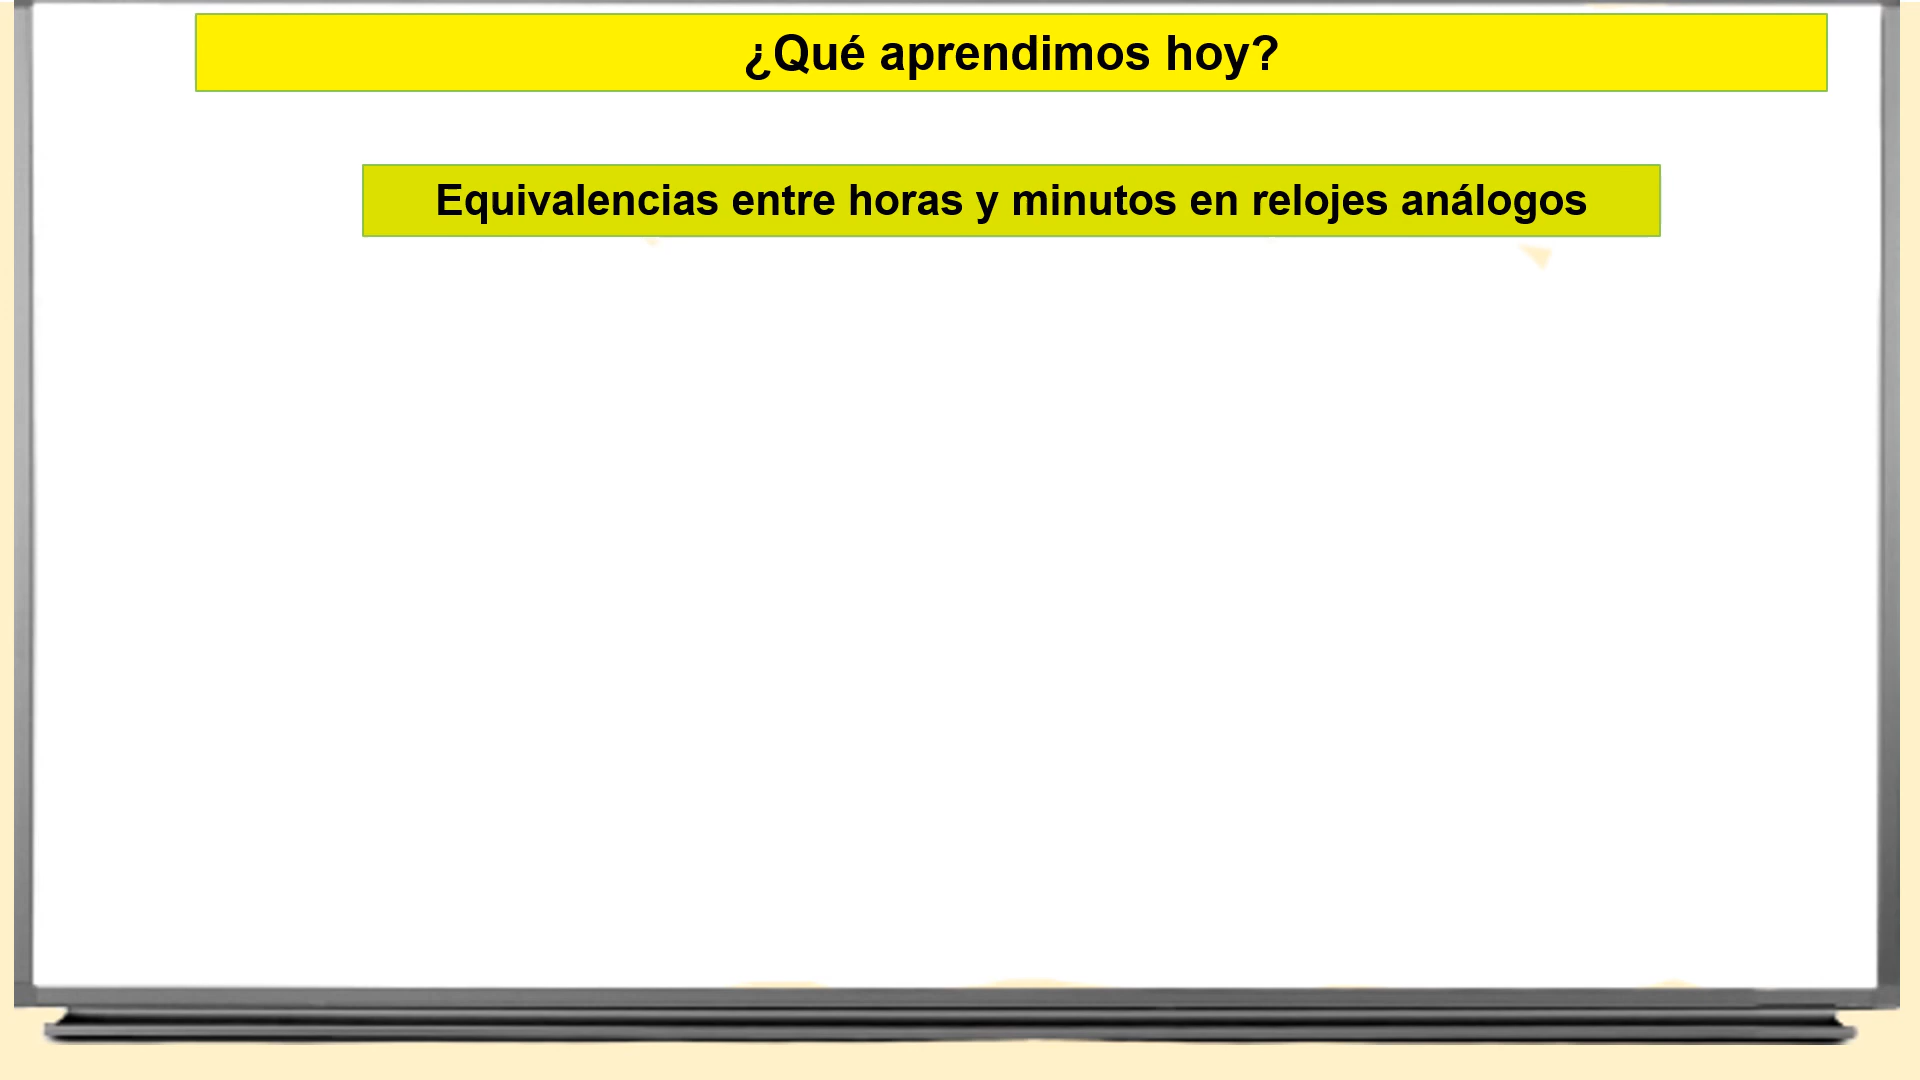 ¿Qué aprendimos hoy?
Equivalencias entre horas y minutos en relojes análogos